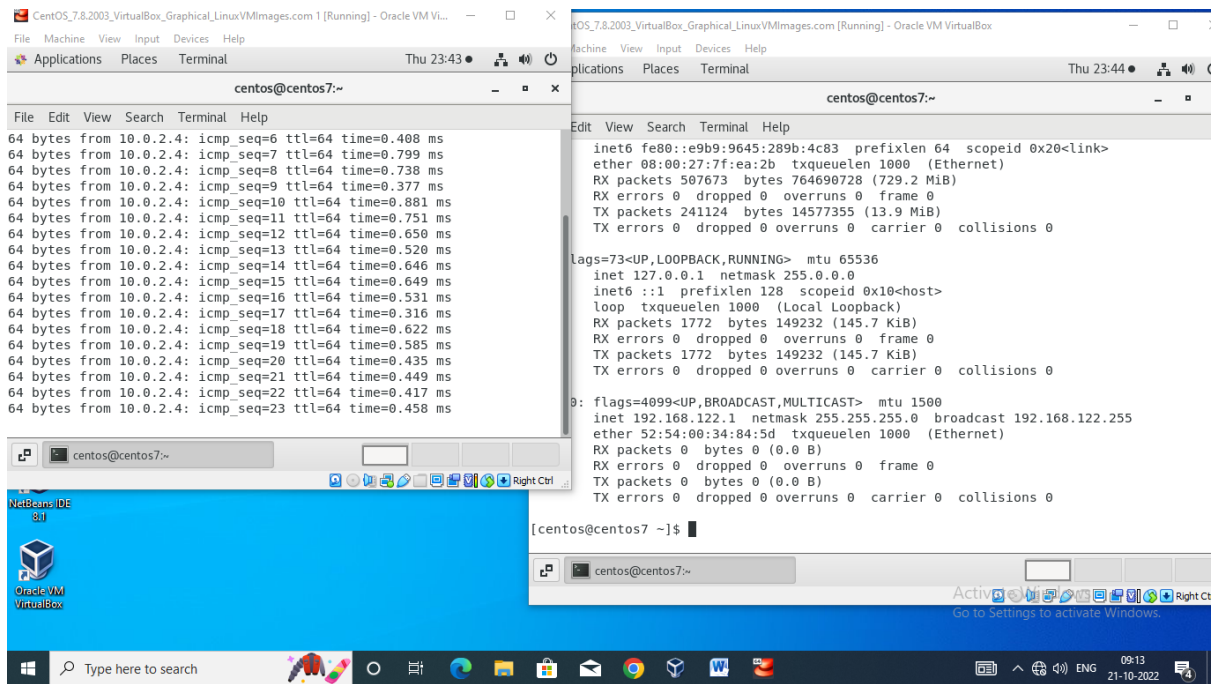 CentOS_7.8.2003_VirtualBox_Graphical_LinuxVMImages.com 1 [Running] - Oracle VM Vi...
File Machine View Input Devices Help
Applications Places Terminal Thu 23:43
centos@centos7:~
File Edit View Search Terminal Help
64 bytes from 10.0.2.4: icmp_seq=6 ttl=64 time=0.408 ms
64 bytes from 10.0.2.4: icmp_seq=7 ttl=64 time=0.799 ms
64 bytes from 10.0.2.4: icmp_seq=8 ttl=64 time=0.738 ms
64 bytes from 10.0.2.4: icmp_seq=9 ttl=64 time=0.377 ms
64 bytes from 10.0.2.4: icmp_seq=10 ttl=64 time=0.881 ms
64 bytes from 10.0.2.4: icmp_seq=11 ttl=64 time=0.751 ms
64 bytes from 10.0.2.4: icmp_seq=12 ttl=64 time=0.650 ms
64 bytes from 10.0.2.4: icmp_seq=13 ttl=64 time=0.520 ms
64 bytes from 10.0.2.4: icmp_seq=14 ttl=64 time=0.646 ms
64 bytes from 10.0.2.4: icmp_seq=15 ttl=64 time=0.649 ms
64 bytes from 10.0.2.4: icmp_seq=16 ttl=64 time=0.531 ms
64 bytes from 10.0.2.4: icmp_seq=17 ttl=64 time=0.316 ms
64 bytes from 10.0.2.4: icmp_seq=18 ttl=64 time=0.622 ms
64 bytes from 10.0.2.4: icmp_seq=19 ttl=64 time=0.585 ms
64 bytes from 10.0.2.4: icmp_seq=20 ttl=64 time=0.435 ms
64 bytes from 10.0.2.4: icmp_seq=21 ttl=64 time=0.449 ms
64 bytes from 10.0.2.4: icmp_seq=22 ttl=64 time=0.417 ms
64 bytes from 10.0.2.4: icmp_seq=23 ttl=64 time=0.458 ms
centos@centos7:~
Right Ctrl
tOS_7.8.2003_VirtualBox_Graphical_LinuxVMImages.com [Running] - Oracle VM VirtualBox
Machine View Input Devices Help
plications Places Terminal Thu 23:44
centos@centos7:~
Edit View Search Terminal Help
inet6 fe80::e9b9:9645:289b:4c83 prefixlen 64 scopeid 0x20<link>
ether 08:00:27:7f:ea:2b txqueuelen 1000 (Ethernet)
RX packets 507673 bytes 764690728 (729.2 MiB)
RX errors 0 dropped 0 overruns 0 frame 0
TX packets 241124 bytes 14577355 (13.9 MiB)
TX errors 0 dropped 0 overruns 0 carrier 0 collisions 0
lags=73<UP,LOOPBACK,RUNNING> mtu 65536
inet 127.0.0.1 netmask 255.0.0.0
inet6 ::1 prefixlen 128 scopeid 0x10<host>
loop txqueuelen 1000 (Local Loopback)
RX packets 1772 bytes 149232 (145.7 KiB)
RX errors 0 dropped 0 overruns 0 frame 0
TX packets 1772 bytes 149232 (145.7 KiB)
TX errors 0 dropped 0 overruns 0 carrier 0 collisions 0
0: flags=4099<UP,BROADCAST,MULTICAST> mtu 1500
inet 192.168.122.1 netmask 255.255.255.0 broadcast 192.168.122.255
ether 52:54:00:34:84:5d txqueuelen 1000 (Ethernet)
RX packets 0 bytes 0 (0.0 B)
RX errors 0 dropped 0 overruns 0 frame 0
TX packets 0 bytes 0 (0.0 B)
TX errors 0 dropped 0 overruns 0 carrier 0 collisions 0
[centos@centos7 ~]$
centos@centos7:~
Right Ct
Go to Settings to activate Windows.
NetBeans IDE
8.1
Oracle VM
VirtualBox
Type here to search
ENG
09:13
21-10-2022
4